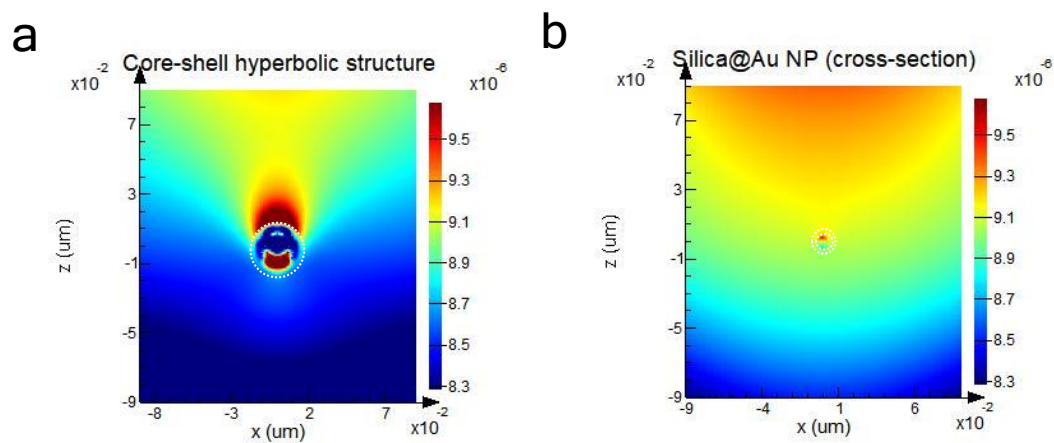 a
Core-shell hyperbolic structure
x10⁻²
x10⁻⁶
7
3
-1
-5
-9
z (um)
9.5
9.3
9.1
8.9
8.7
8.5
8.3
-8
-3
2
7
x10⁻²
x (um)
b
Silica@Au NP (cross-section)
x10⁻²
x10⁻⁶
7
3
-1
-5
-9
z (um)
9.5
9.3
9.1
8.9
8.7
8.5
8.3
-9
-4
1
6
x10⁻²
x (um)